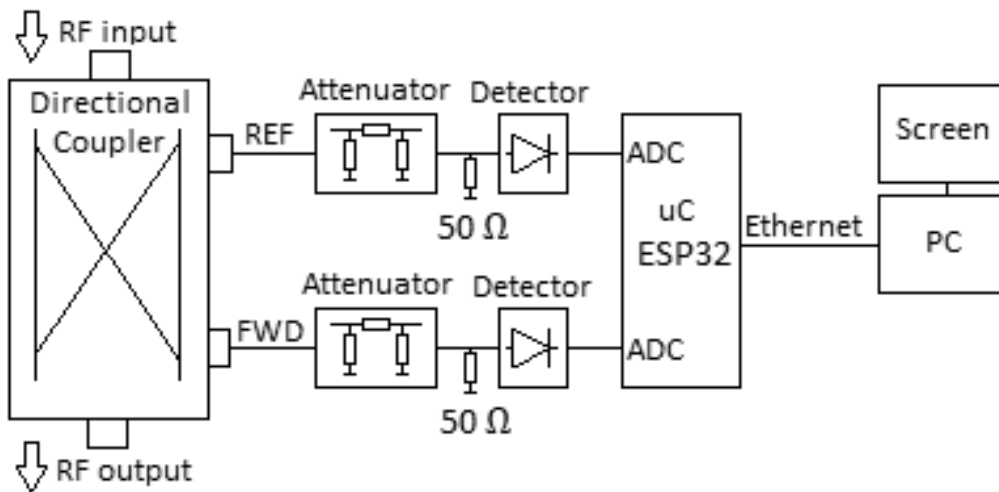 RF input
Directional
Coupler
REF
Attenuator
Detector
50 Ω
ADC
uC
ESP32
ADC
Ethernet
Screen
PC
FWD
Attenuator
Detector
50 Ω
RF output